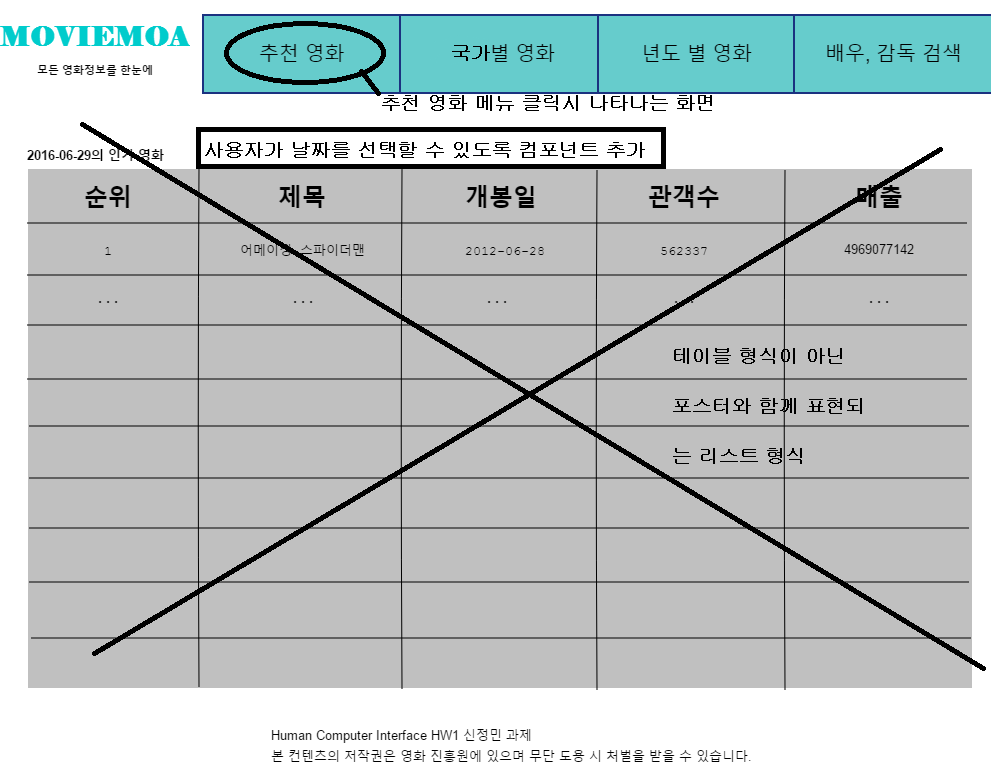 MOVIEMOA
모든 영화정보를 한눈에
추천 영화
국가별 영화
년도 별 영화
배우, 감독 검색
추천 영화 메뉴 클릭시 나타나는 화면
2016-06-29의 인기 영화
사용자가 날짜를 선택할 수 있도록 컴포넌트 추가
순위 제목 개봉일 관객수 매출
1 어메이징 스파이더맨 2012-06-28 562337 4969077142
... ... ... ... ...
테이블 형식이 아닌
포스터와 함께 표현되
는 리스트 형식
Human Computer Interface HW1 신정민 과제
본 컨텐츠의 저작권은 영화 진흥원에 있으며 무단 도용 시 처벌을 받을 수 있습니다.